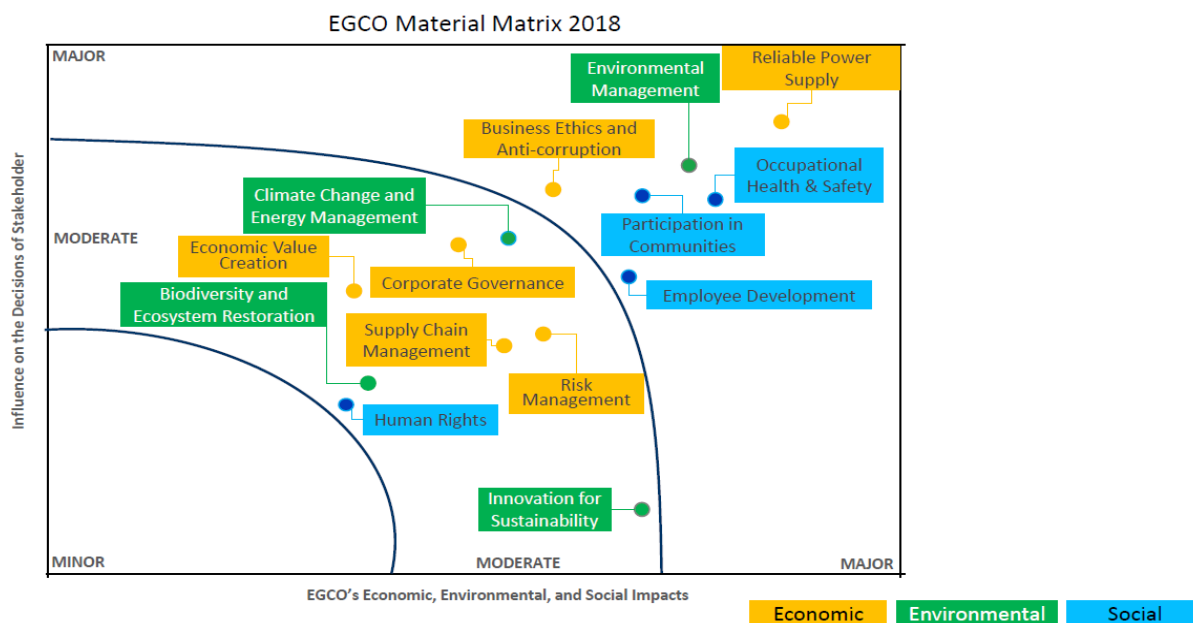 EGCO Material Matrix 2018
MAJOR
Reliable Power
Supply
Environmental
Management
Business Ethics and
Anti-corruption
Occupational
Health & Safety
Climate Change and
Energy Management
Participation in
Communities
MODERATE
Economic Value
Creation
Corporate Governance
Employee Development
Biodiversity and
Ecosystem Restoration
Supply Chain
Management
Risk
Management
Human Rights
Innovation for
Sustainability
MINOR
MODERATE
MAJOR
Influence on the Decisions of Stakeholder
EGCO's Economic, Environmental, and Social Impacts
Economic
Environmental
Social